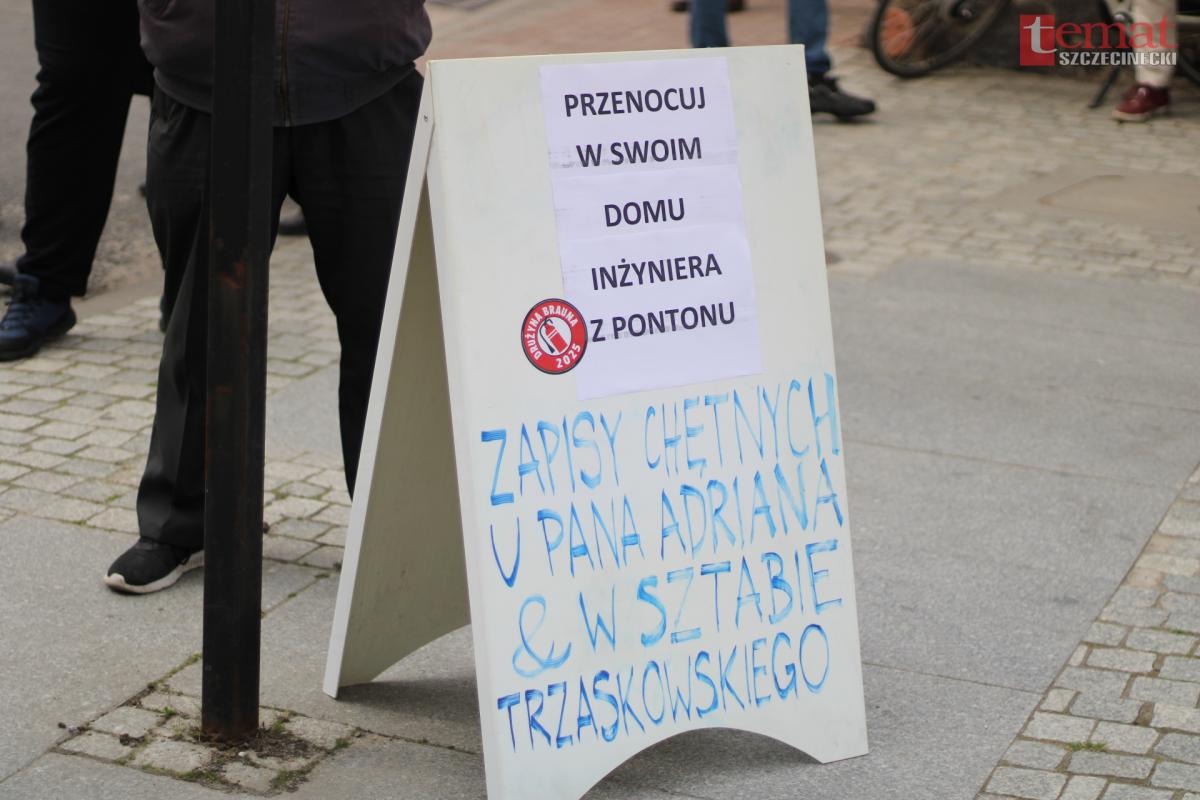 temat
SZCZECINECKI
PRZENOCUJ
W SWOIM
DOMU
INŻYNIERA
Z PONTONU
DRUŻYNA BRAUNA
2025
ZAPISY CHĘTNYCH
U PANA ADRIANA
& W SZTABIE
TRZASKOWSKIEGO